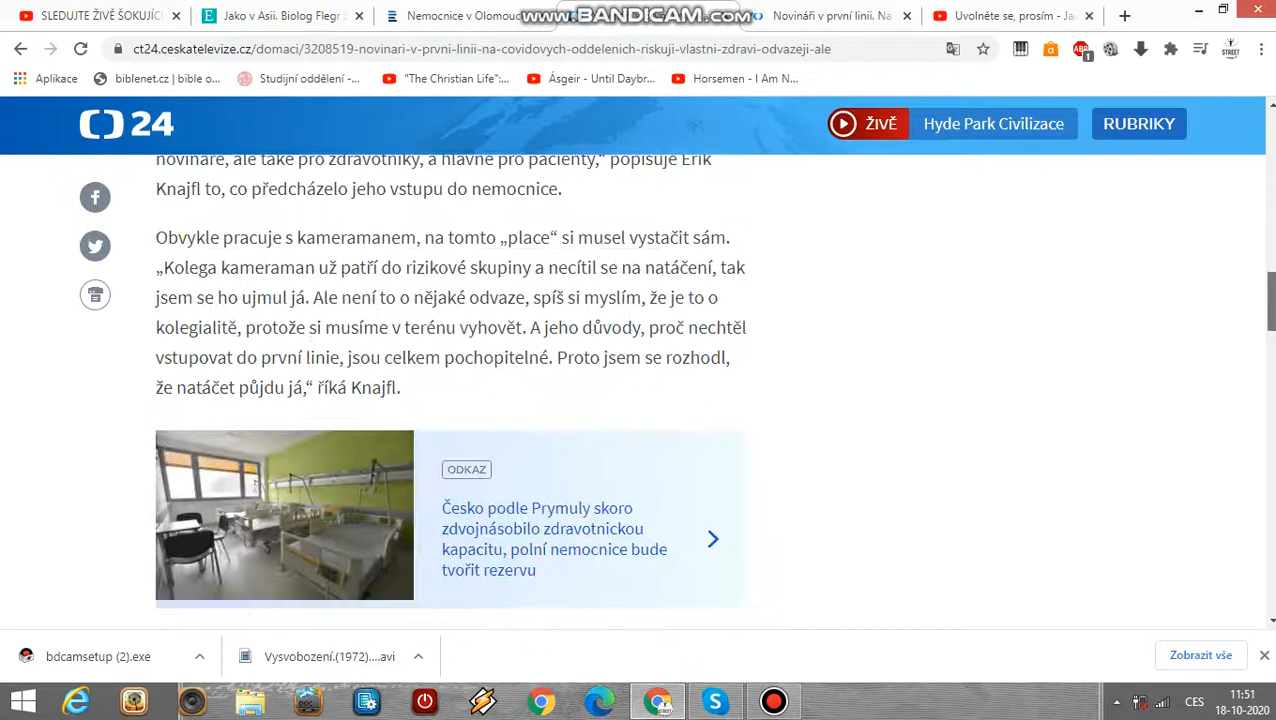 SLEDUJTE ŽIVĚ ŠOKUJÍCÍ
Jako v Asii. Biolog Flegr z
Nemocnice v Olomou
www.BANDICAM.com
Novináři v první linii. Na
Uvolněte se, prosím - Ja
ct24.ceskatelevize.cz/domaci/3208519-novinari-v-prvni-linii-na-covidovych-oddelenich-riskuji-vlastni-zdravi-odvazeji-ale
Aplikace
biblenet.cz | bible o...
Studijní oddělení -...
"The Christian Life":...
Ásgeir - Until Daybr...
Horsemen - I Am N...
24
ŽIVĚ
Hyde Park Civilizace
RUBRIKY
novináře, ale také pro zdravotníky, a hlavně pro pacienty,“ popisuje Erik
Knajfl to, co předcházelo jeho vstupu do nemocnice.
Obvykle pracuje s kameramanem, na tomto „place“ si musel vystačit sám.
„Kolega kameraman už patří do rizikové skupiny a necítil se na natáčení, tak
jsem se ho ujmul já. Ale není to o nějaké odvaze, spíš si myslím, že je to o
kolegialitě, protože si musíme v terénu vyhovět. A jeho důvody, proč nechtěl
vstupovat do první linie, jsou celkem pochopitelné. Proto jsem se rozhodl,
že natáčet půjdu já,“ říká Knajfl.
ODKAZ
Česko podle Prymuly skoro
zdvojnásobilo zdravotnickou
kapacitu, polní nemocnice bude
tvořit rezervu
bdcamsetup (2).exe
Vysvobození.(1972)....avi
Zobrazit vše
CES
11:51
18-10-2020